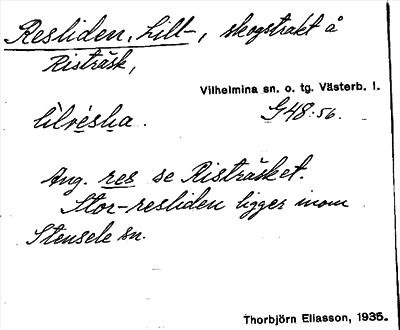 Resliden, Lill-, skogstrakt å
Risträsk,
Vilhelmina sn. o. tg. Västerb. l.
G48:56.
Ang. res se Risträsket.
Stor-resliden ligger inom
Stensele sn.
Thorbjörn Eliasson, 1935.